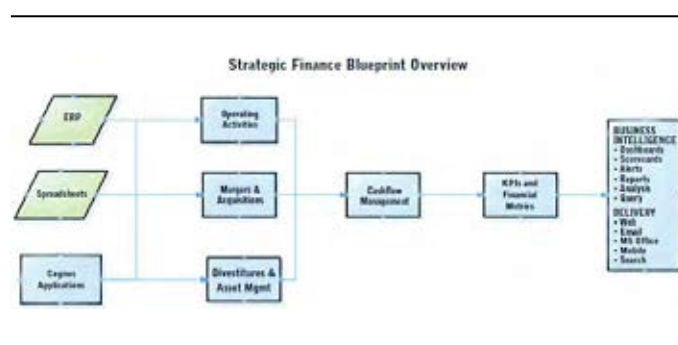 Strategic Finance Blueprint Overview
ERP
Operating
Activities
Spreadsheets
Mergers &
Acquisitions
Cashflow
Management
KPIs and
Financial
Metrics
Cognos
Applications
Divestitures &
Asset Mgmt
BUSINESS
INTELLIGENCE
• Dashboards
• Scorecards
• Alerts
• Reports
• Analysis
• Query
DELIVERY
• Web
• Email
• MS Office
• Mobile
• Search